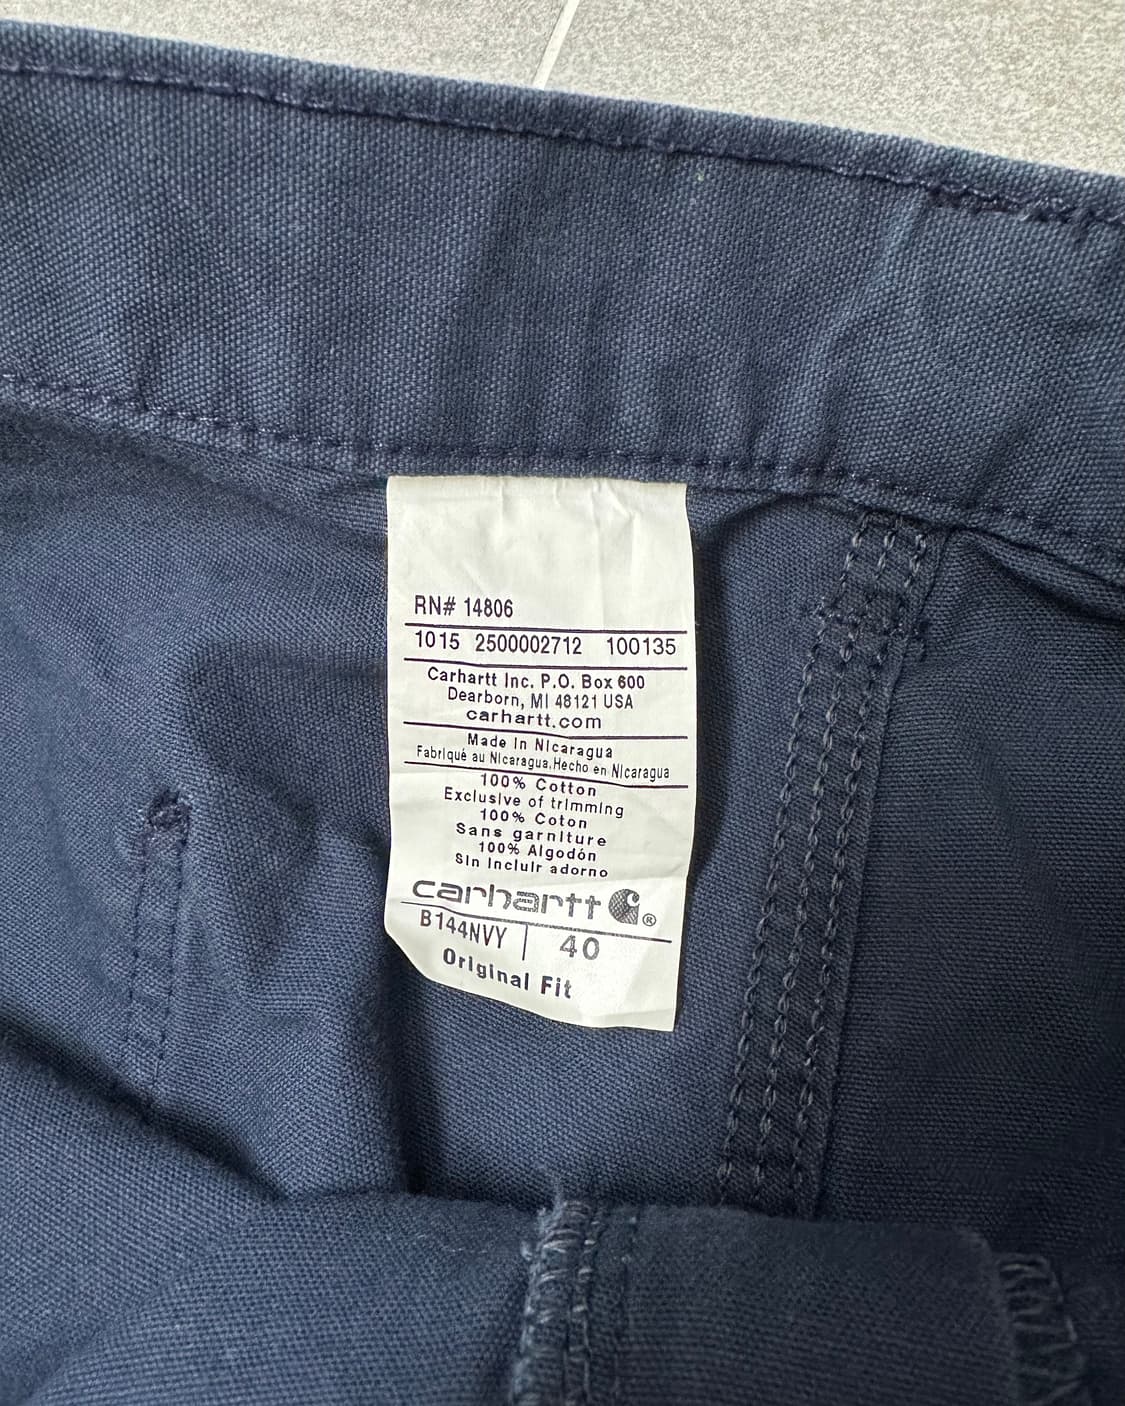 RN# 14806
1015 2500002712 100135
Carhartt Inc. P.O. Box 600
Dearborn, MI 48121 USA
carhartt.com
Made in Nicaragua
Fabriqué au Nicaragua,Hecho en Nicaragua
100% Cotton
Exclusive of trimming
100% Coton
Sans garniture
100% Algodón
Sin incluir adorno
carhartt ®
B144NVY | 40
Original Fit